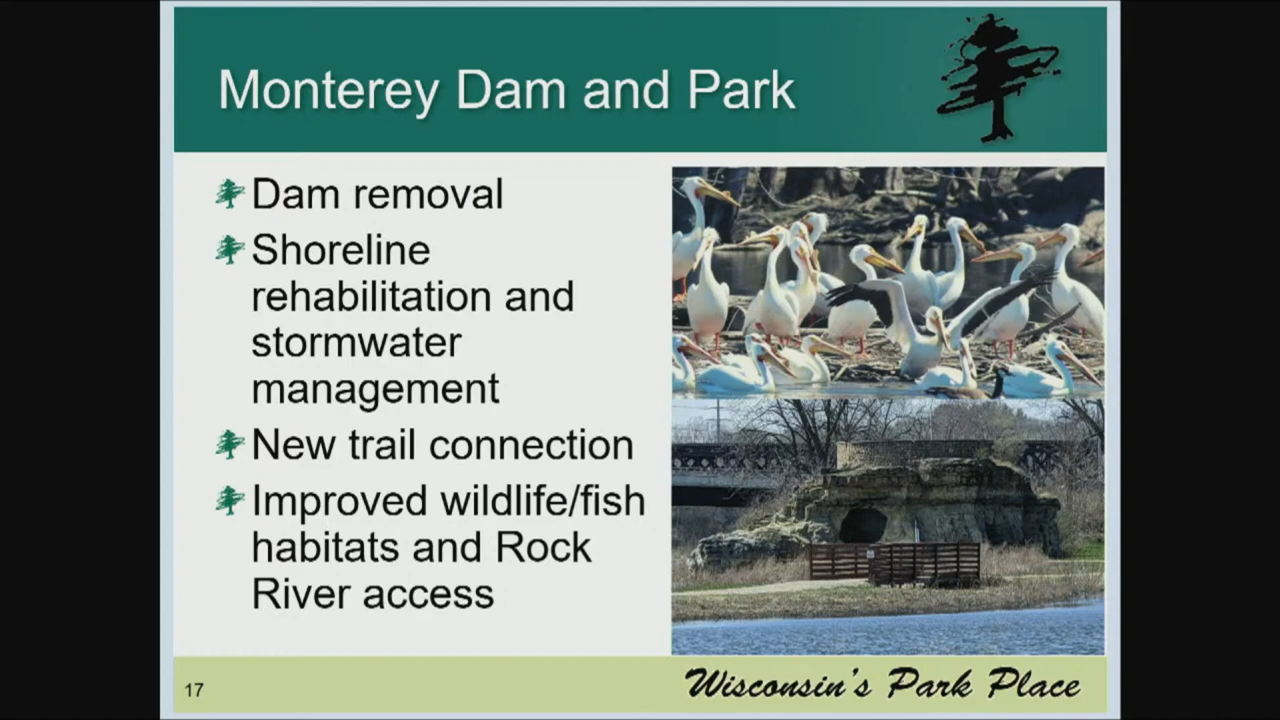 Monterey Dam and Park
Dam removal
Shoreline
rehabilitation and
stormwater
management
New trail connection
Improved wildlife/fish
habitats and Rock
River access
17
Wisconsin's Park Place